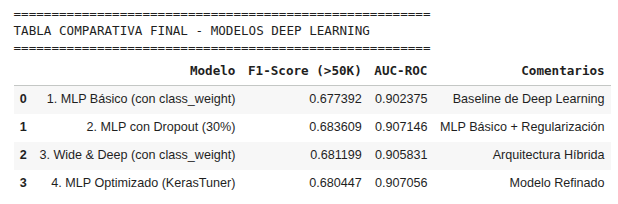 =======================================================
TABLA COMPARATIVA FINAL - MODELOS DEEP LEARNING
=======================================================
Modelo F1-Score (>50K) AUC-ROC Comentarios
0 1. MLP Básico (con class_weight) 0.677392 0.902375 Baseline de Deep Learning
1 2. MLP con Dropout (30%) 0.683609 0.907146 MLP Básico + Regularización
2 3. Wide & Deep (con class_weight) 0.681199 0.905831 Arquitectura Híbrida
3 4. MLP Optimizado (KerasTuner) 0.680447 0.907056 Modelo Refinado